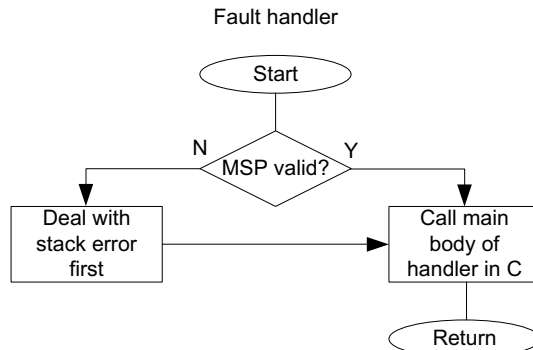 Fault handler
Start
N
Y
MSP valid?
Deal with
stack error
first
Call main
body of
handler in C
Return